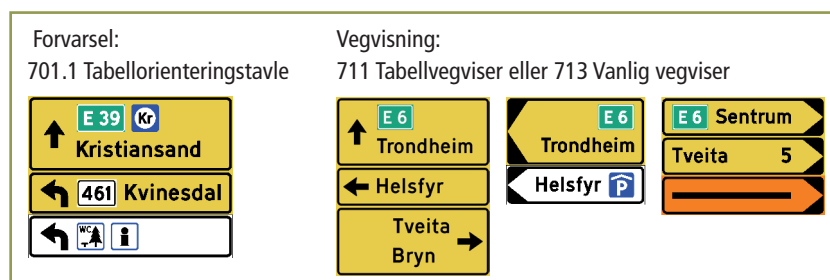 Forvarsel:
701.1 Tabellorienteringstavle
E 39 Kr
Kristiansand
461 Kvinesdal
WC i
Vegvisning:
711 Tabellvegviser eller 713 Vanlig vegviser
E 6
Trondheim
Helsfyr
Tveita
Bryn
E 6
Trondheim
Helsfyr P
E 6 Sentrum
Tveita 5